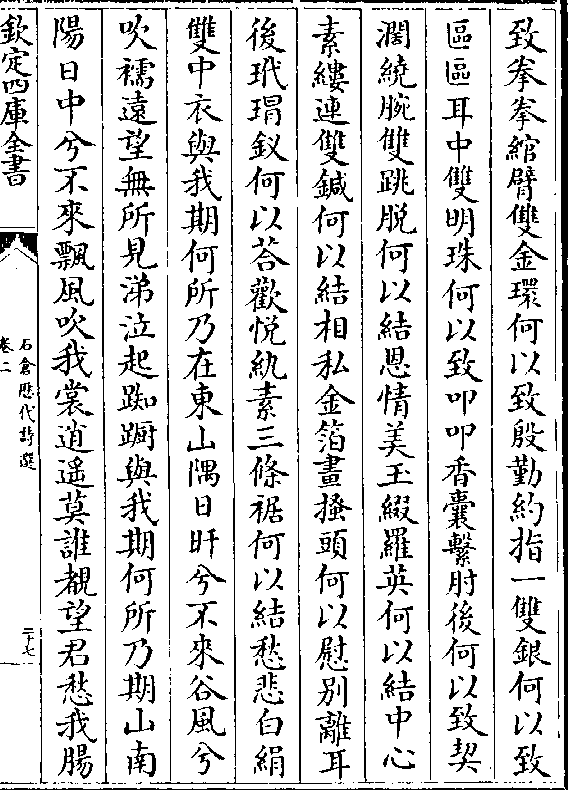 致拳拳綰臂雙金環何以致殷勤約指一雙銀何以致
區區耳中雙明珠何以致叩叩香囊繫肘後何以致契
濶繞腕雙跳脫何以結恩情美玉綴羅英何以結中心
素縷連雙鍼何以結相私金箔畫搔頭何以慰別離耳
後玳瑁釵何以荅歡悅紈素三條裾何以結愁悲白絹
雙中衣與我期何所乃在東山隅日旰兮不來谷風兮
吹襦遠望無所見涕泣起踟蹰與我期何所乃期山南
陽日中兮不來飄風吹我裳逍遥莫誰覩望君愁我腸
欽定四庫全書
石倉歷代詩選
卷二
二十七